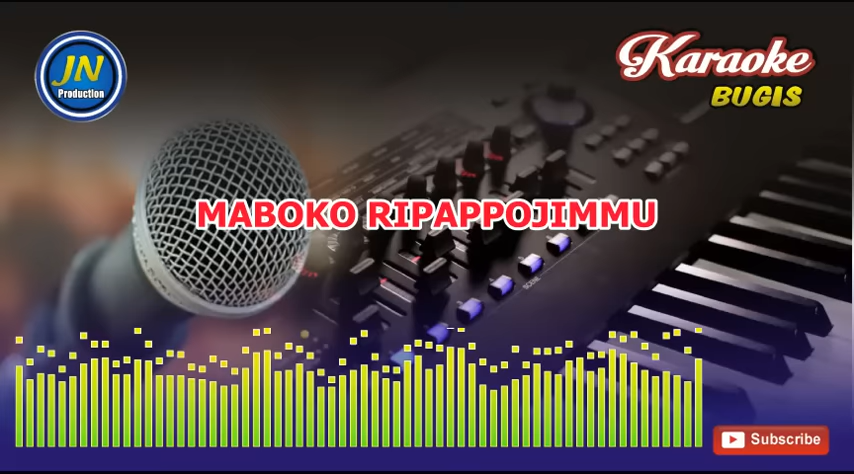 JN
Production
Karaoke
BUGIS
MABOKO RIPAPPOJIMMU
Subscribe